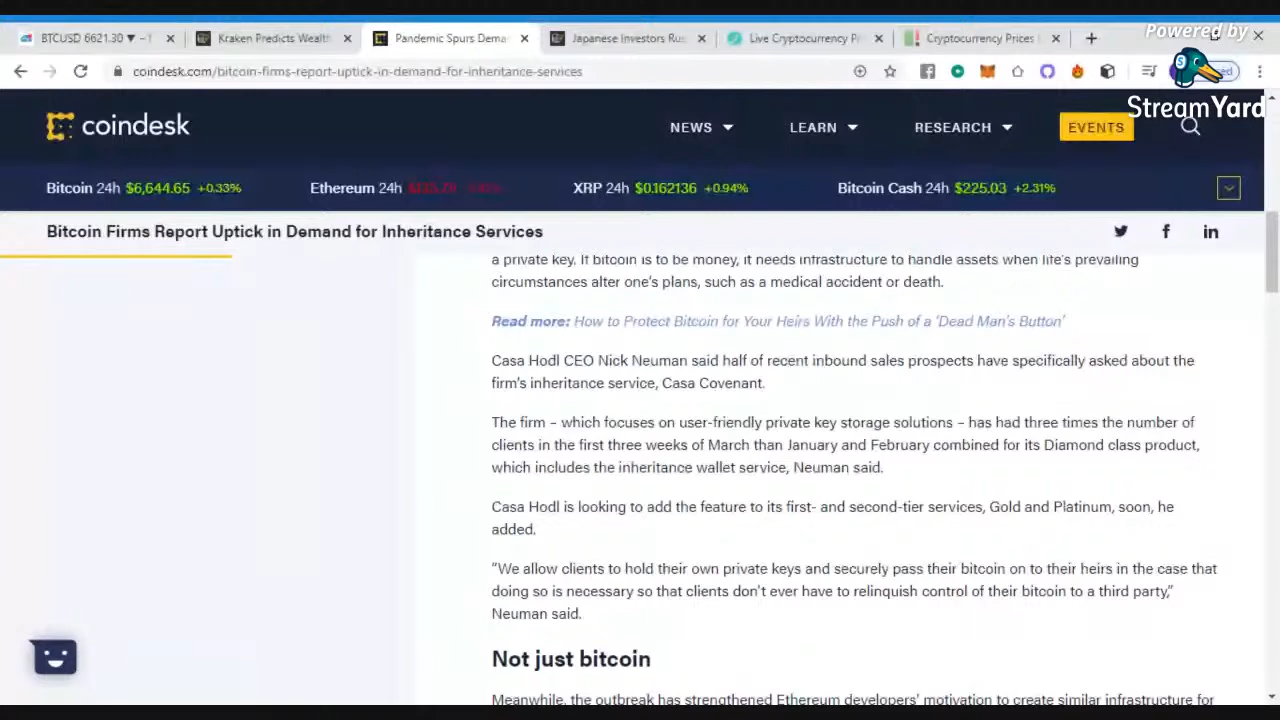 BTCUSD 6621.30 ▼
Kraken Predicts Wealth
Pandemic Spurs Dema
Japanese Investors Rus
Live Cryptocurrency P
Cryptocurrency Prices
Powered by
coindesk.com/bitcoin-firms-report-uptick-in-demand-for-inheritance-services
StreamYard
coindesk
NEWS
LEARN
RESEARCH
EVENTS
Bitcoin 24h $6,644.65 +0.33%
Ethereum 24h
XRP 24h $0.162136 +0.94%
Bitcoin Cash 24h $225.03 +2.31%
Bitcoin Firms Report Uptick in Demand for Inheritance Services
a private key. If bitcoin is to be money, it needs infrastructure to handle assets when life's prevailing
circumstances alter one's plans, such as a medical accident or death.
Read more: How to Protect Bitcoin for Your Heirs With the Push of a ‘Dead Man's Button’
Casa Hodl CEO Nick Neuman said half of recent inbound sales prospects have specifically asked about the
firm's inheritance service, Casa Covenant.
The firm – which focuses on user-friendly private key storage solutions – has had three times the number of
clients in the first three weeks of March than January and February combined for its Diamond class product,
which includes the inheritance wallet service, Neuman said.
Casa Hodl is looking to add the feature to its first- and second-tier services, Gold and Platinum, soon, he
added.
“We allow clients to hold their own private keys and securely pass their bitcoin on to their heirs in the case that
doing so is necessary so that clients don't ever have to relinquish control of their bitcoin to a third party,”
Neuman said.
Not just bitcoin
Meanwhile, the outbreak has strengthened Ethereum developers' motivation to create similar infrastructure for